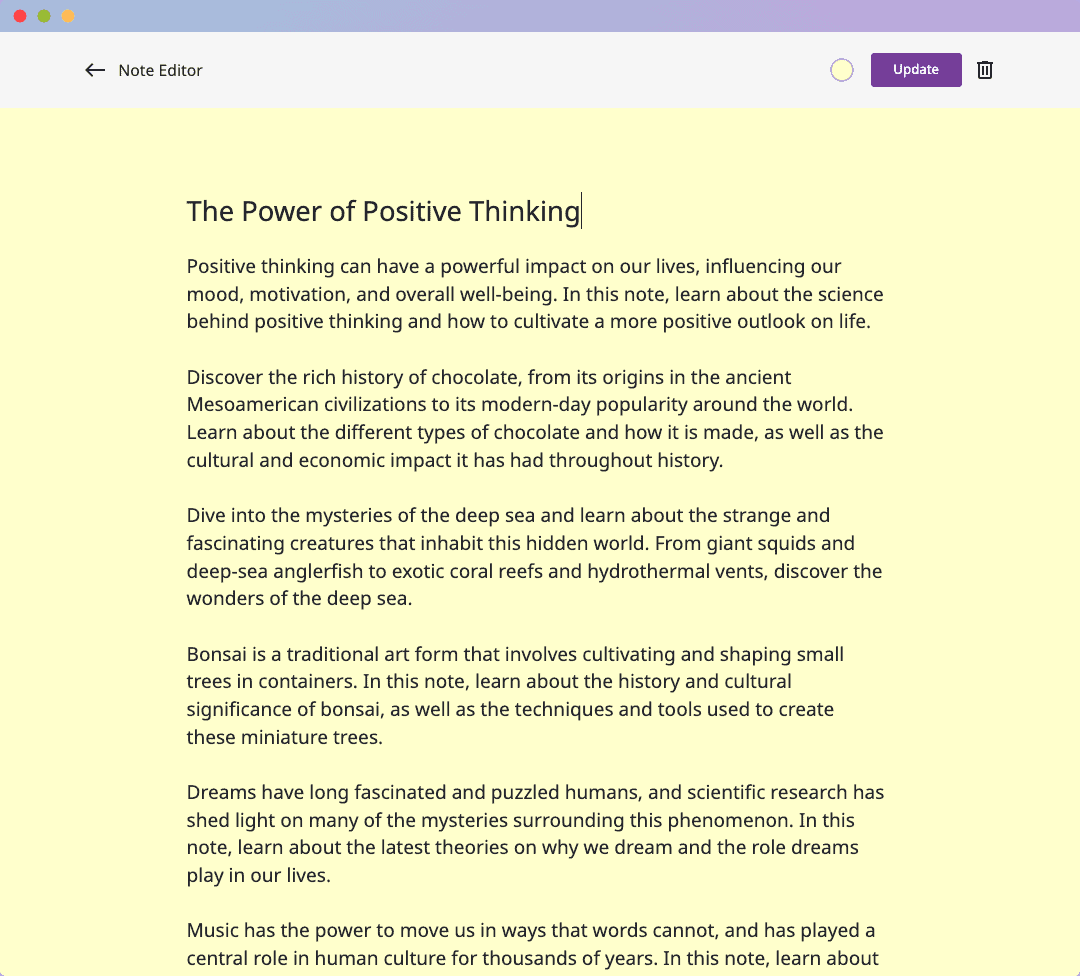 Note Editor
Update
The Power of Positive Thinking
Positive thinking can have a powerful impact on our lives, influencing our
mood, motivation, and overall well-being. In this note, learn about the science
behind positive thinking and how to cultivate a more positive outlook on life.
Discover the rich history of chocolate, from its origins in the ancient
Mesoamerican civilizations to its modern-day popularity around the world.
Learn about the different types of chocolate and how it is made, as well as the
cultural and economic impact it has had throughout history.
Dive into the mysteries of the deep sea and learn about the strange and
fascinating creatures that inhabit this hidden world. From giant squids and
deep-sea anglerfish to exotic coral reefs and hydrothermal vents, discover the
wonders of the deep sea.
Bonsai is a traditional art form that involves cultivating and shaping small
trees in containers. In this note, learn about the history and cultural
significance of bonsai, as well as the techniques and tools used to create
these miniature trees.
Dreams have long fascinated and puzzled humans, and scientific research has
shed light on many of the mysteries surrounding this phenomenon. In this
note, learn about the latest theories on why we dream and the role dreams
play in our lives.
Music has the power to move us in ways that words cannot, and has played a
central role in human culture for thousands of years. In this note, learn about